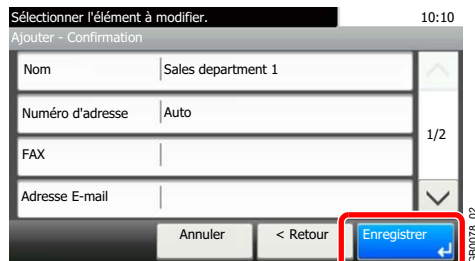 Sélectionner l'élément à modifier. 10:10
Ajouter - Confirmation
Nom Sales department 1
Numéro d'adresse Auto
1/2
FAX
Adresse E-mail
Annuler < Retour Enregistrer
GB0078_02